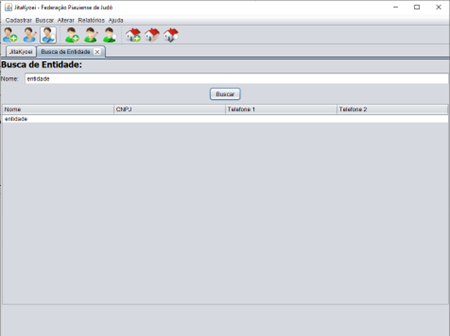 JitaKyoei - Federação Piauiense de Judô
Cadastrar Buscar Alterar Relatórios Ajuda
JitaKyoei Busca de Entidade
Busca de Entidade:
Nome: entidade
Buscar
Nome CNPJ Telefone 1 Telefone 2
entidade